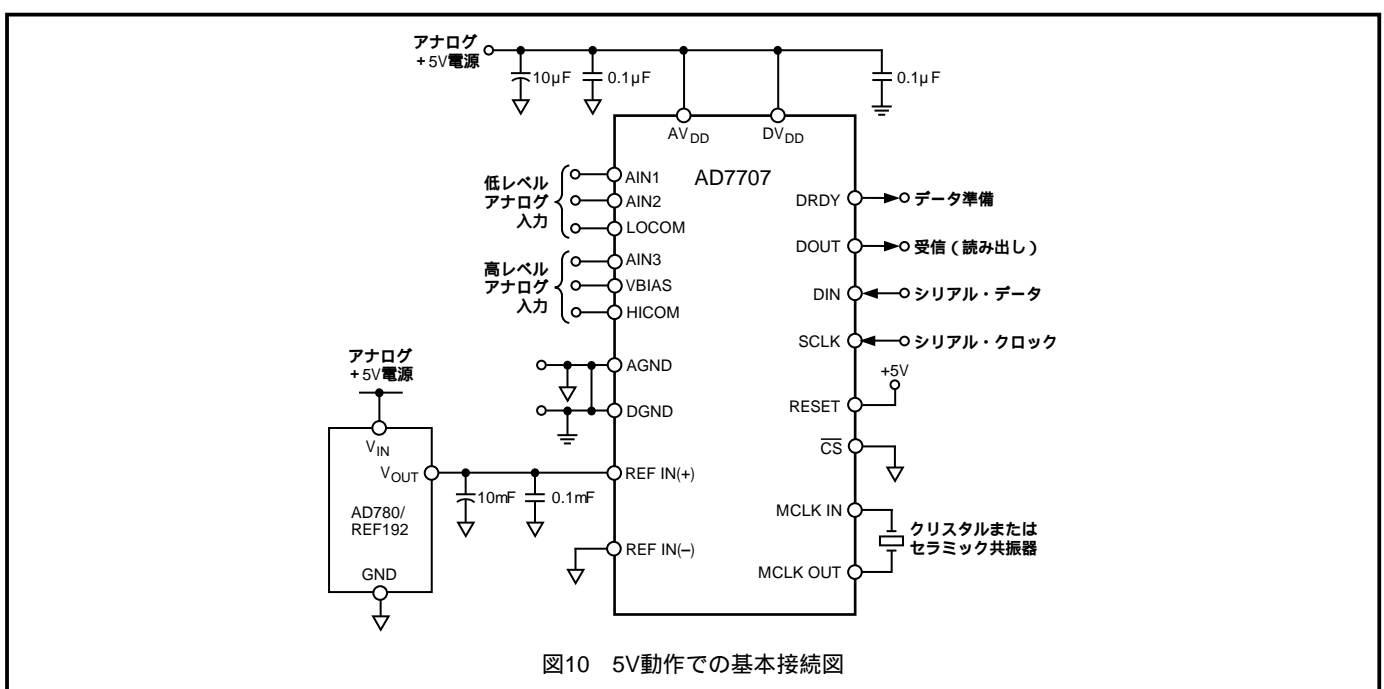 アナログ
+5V電源
10µF
0.1µF
0.1µF
AVDD
DVDD
AD7707
低レベル
アナログ
入力
AIN1
AIN2
LOCOM
高レベル
アナログ
入力
AIN3
VBIAS
HICOM
AGND
DGND
REF IN(+)
REF IN(–)
DRDY
データ準備
DOUT
受信(読み出し)
DIN
シリアル・データ
SCLK
シリアル・クロック
+5V
RESET
CS
MCLK IN
MCLK OUT
クリスタルまたは
セラミック共振器
アナログ
+5V電源
VIN
VOUT
AD780/
REF192
GND
10mF
0.1mF
図10 5V動作での基本接続図